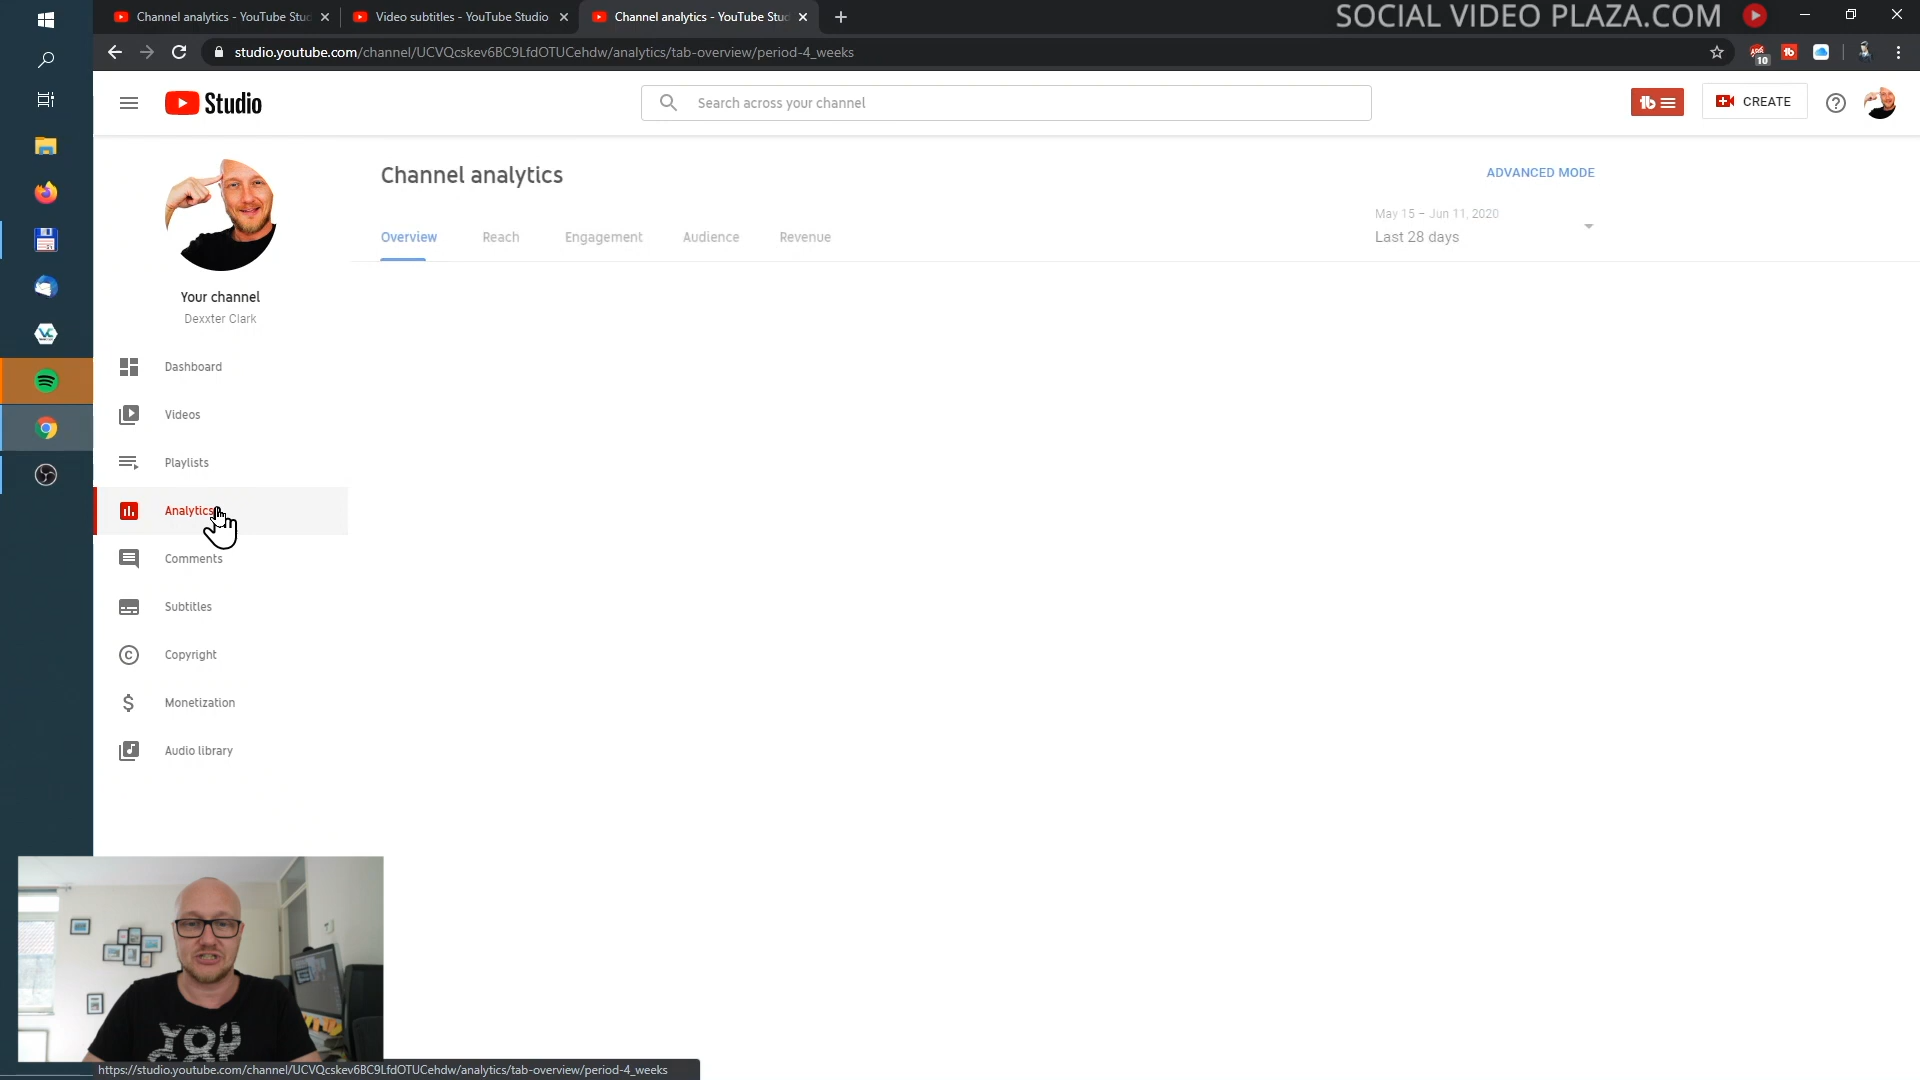 Channel analytics - YouTube Stud
Video subtitles - YouTube Studio
Channel analytics - YouTube Stud
SOCIAL VIDEO PLAZA.COM
studio.youtube.com/channel/UCVQcskev6BC9LfdOTUCehdw/analytics/tab-overview/period-4_weeks
10
Studio
Search across your channel
CREATE
Channel analytics
ADVANCED MODE
Overview
Reach
Engagement
Audience
Revenue
May 15 – Jun 11, 2020
Last 28 days
Your channel
Dexxter Clark
Dashboard
Videos
Playlists
Analytics
Comments
Subtitles
Copyright
Monetization
Audio library
YOU
https://studio.youtube.com/channel/UCVQcskev6BC9LfdOTUCehdw/analytics/tab-overview/period-4_weeks